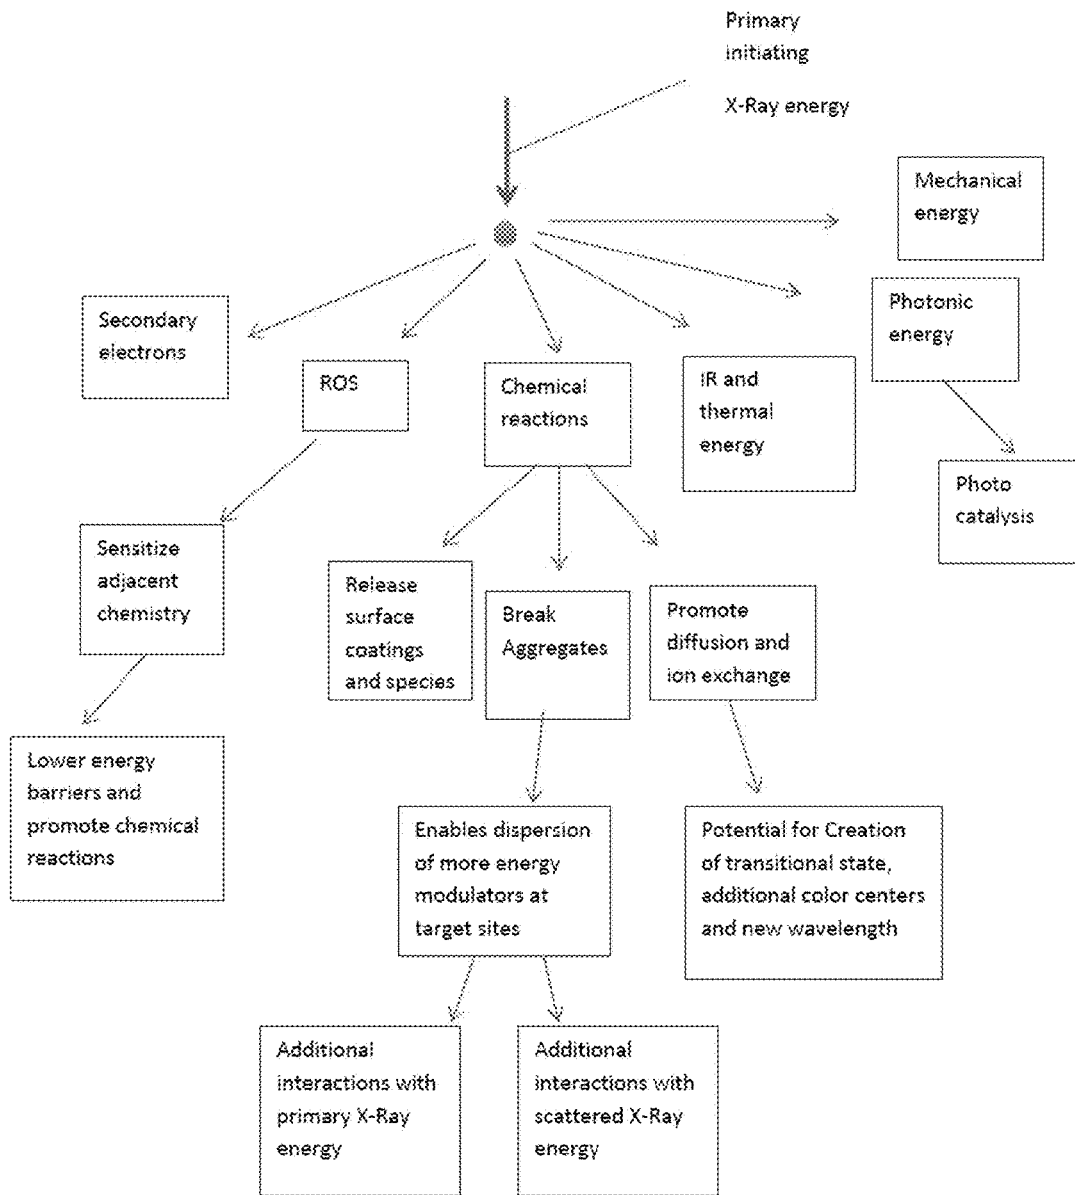 Primary
initiating
X-Ray energy
Mechanical
energy
Secondary
electrons
ROS
Chemical
reactions
IR and
thermal
energy
Photonic
energy
Photo
catalysis
Sensitize
adjacent
chemistry
Release
surface
coatings
and species
Break
Aggregates
Promote
diffusion and
ion exchange
Lower energy
barriers and
promote chemical
reactions
Enables dispersion
of more energy
modulators at
target sites
Potential for Creation
of transitional state,
additional color centers
and new wavelength
Additional
interactions with
primary X-Ray
energy
Additional
interactions with
scattered X-Ray
energy